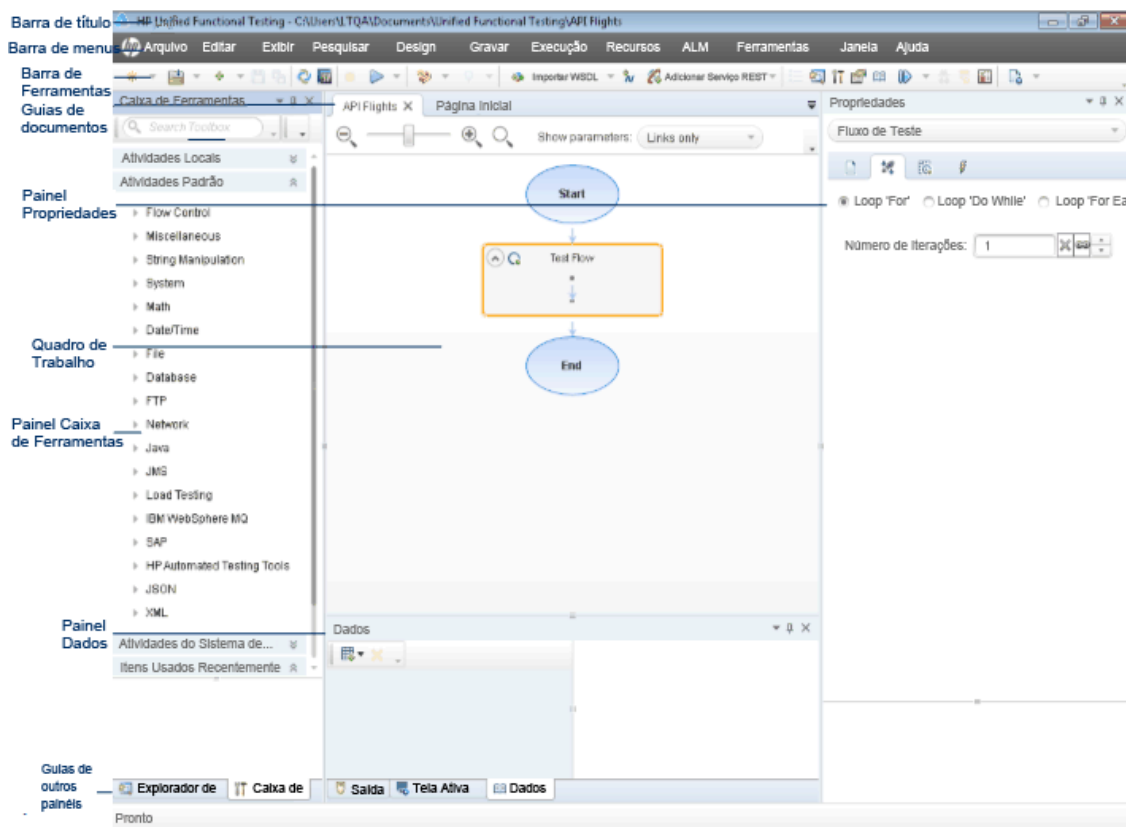 Barra de título
HP Unified Functional Testing - C:\Users\LTQA\Documents\Unified Functional Testing\API Flights
Barra de menus
hp Arquivo Editar Exibir Pesquisar Design Gravar Execução Recursos ALM Ferramentas Janela Ajuda
Barra de
Ferramentas
Importar WSDL
Adicionar Serviço REST
Guias de
documentos
Caixa de Ferramentas
Search Toolbox
Atividades Locais
Atividades Padrão
Flow Control
Miscellaneous
String Manipulation
System
Math
Date/Time
File
Database
FTP
Network
Java
JMS
Load Testing
IBM WebSphere MQ
SAP
HP Automated Testing Tools
JSON
XML
Atividades do Sistema de...
Itens Usados Recentemente
Painel
Propriedades
Quadro de
Trabalho
Painel Caixa
de Ferramentas
Painel
Dados
Guias de
outros
painéis
API Flights X Página Inicial
Show parameters: Links only
Start
Test Flow
End
Propriedades
Fluxo de Teste
Loop 'For' Loop 'Do While' Loop 'For Ea
Número de Iterações: 1
Dados
Explorador de Caixa de Saída Tela Ativa Dados
Pronto